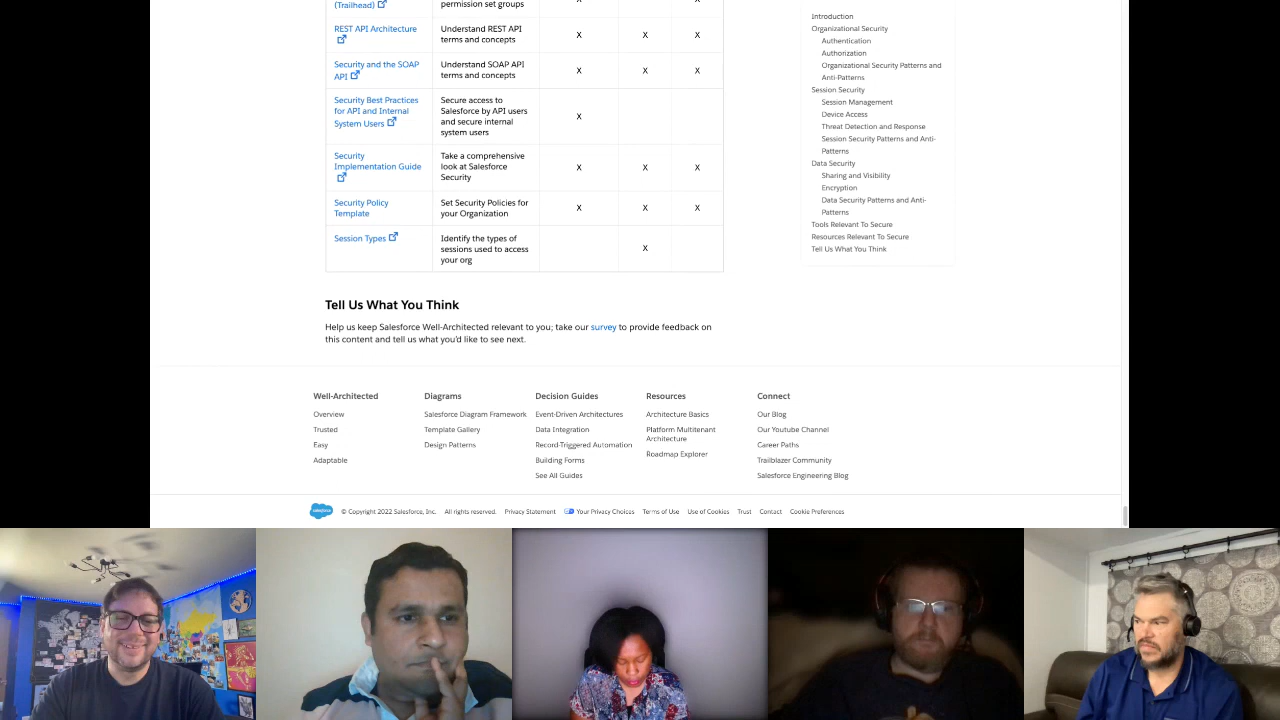 (Trailhead)
permission set groups
X
X
REST API Architecture
Understand REST API
terms and concepts
X
X
X
Security and the SOAP
API
Understand SOAP API
terms and concepts
X
X
X
Security Best Practices
for API and Internal
System Users
Secure access to
Salesforce by API users
and secure internal
system users
X
Security
Implementation Guide
Take a comprehensive
look at Salesforce
Security
X
X
X
Security Policy
Template
Set Security Policies for
your Organization
X
X
X
Session Types
Identify the types of
sessions used to access
your org
X
Tell Us What You Think
Help us keep Salesforce Well-Architected relevant to you; take our survey to provide feedback on
this content and tell us what you'd like to see next.
Introduction
Organizational Security
Authentication
Authorization
Organizational Security Patterns and
Anti-Patterns
Session Security
Session Management
Device Access
Threat Detection and Response
Session Security Patterns and Anti-
Patterns
Data Security
Sharing and Visibility
Encryption
Data Security Patterns and Anti-
Patterns
Tools Relevant To Secure
Resources Relevant To Secure
Tell Us What You Think
Well-Architected
Overview
Trusted
Easy
Adaptable
Diagrams
Salesforce Diagram Framework
Template Gallery
Design Patterns
Decision Guides
Event-Driven Architectures
Data Integration
Record-Triggered Automation
Building Forms
See All Guides
Resources
Architecture Basics
Platform Multitenant
Architecture
Roadmap Explorer
Connect
Our Blog
Our Youtube Channel
Career Paths
Trailblazer Community
Salesforce Engineering Blog
salesforce
© Copyright 2022 Salesforce, Inc. All rights reserved. Privacy Statement Your Privacy Choices Terms of Use Use of Cookies Trust Contact Cookie Preferences